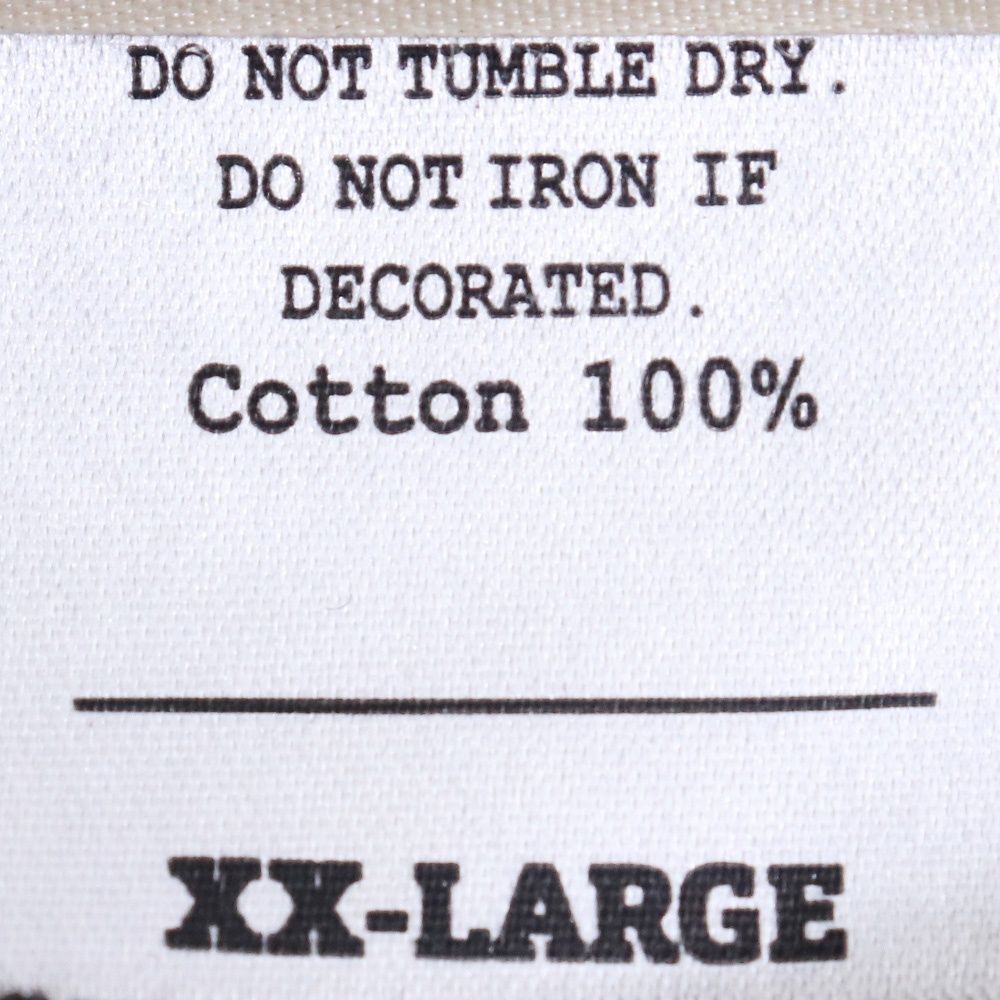 DO NOT TUMBLE DRY.
DO NOT IRON IF
DECORATED.
Cotton 100%
XX-LARGE